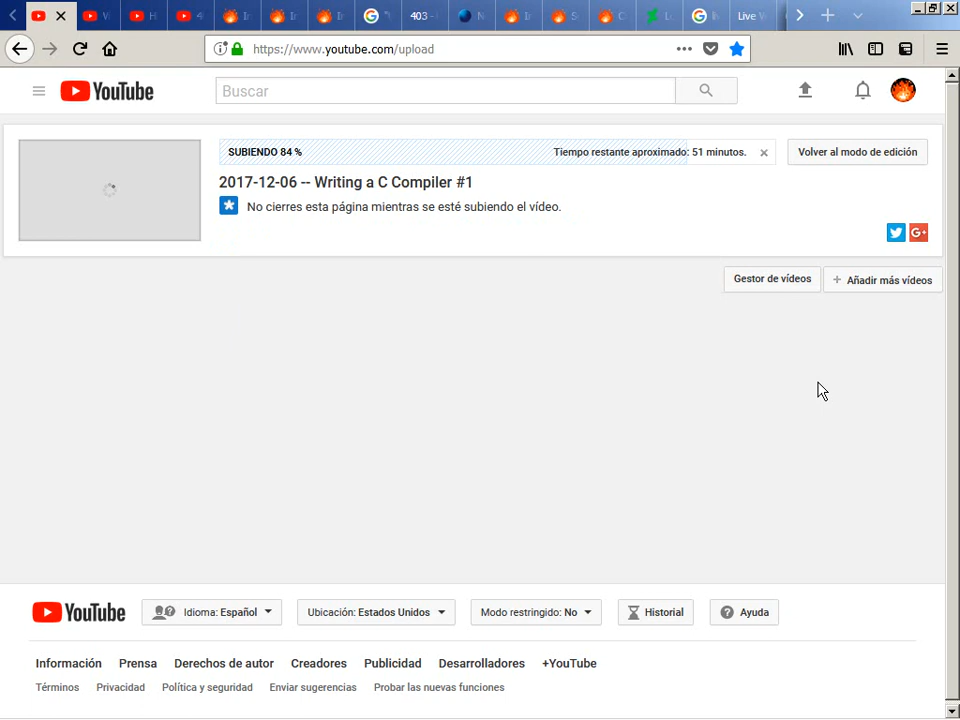 403 -
Live
https://www.youtube.com/upload
YouTube
Buscar
SUBIENDO 84 %
Tiempo restante aproximado: 51 minutos.
Volver al modo de edición
2017-12-06 -- Writing a C Compiler #1
No cierres esta página mientras se esté subiendo el vídeo.
G+
Gestor de vídeos
+ Añadir más vídeos
YouTube
Idioma: Español
Ubicación: Estados Unidos
Modo restringido: No
Historial
Ayuda
Información
Prensa
Derechos de autor
Creadores
Publicidad
Desarrolladores
+YouTube
Términos
Privacidad
Política y seguridad
Enviar sugerencias
Probar las nuevas funciones